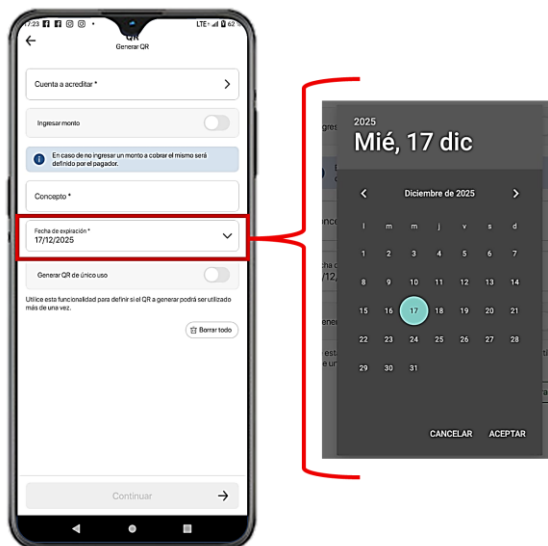 7:23
LTE
62
QR
Generar QR
Cuenta a acreditar *
Ingresar monto
En caso de no ingresar un monto a cobrar el mismo será
definido por el pagador.
Concepto *
Fecha de expiración *
17/12/2025
Generar QR de único uso
Utilice esta funcionalidad para definir si el QR a generar podrá ser utilizado
más de una vez.
Borrar todo
Continuar
2025
Mié, 17 dic
Diciembre de 2025
l m m j v s d
1 2 3 4 5 6 7
8 9 10 11 12 13 14
15 16 17 18 19 20 21
22 23 24 25 26 27 28
29 30 31
CANCELAR ACEPTAR